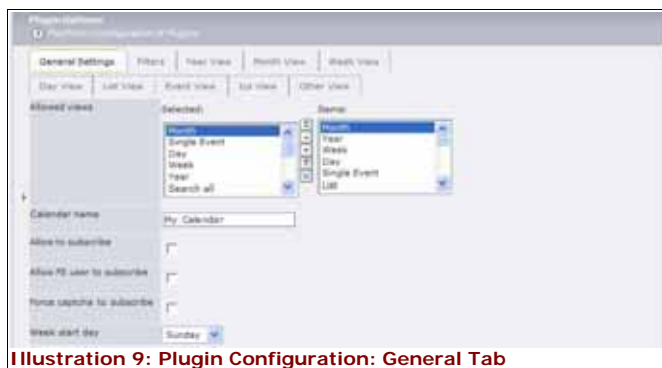 Plugin Options:
General Settings Filters Year View Month View Week View
Day View List View Event View Ics View Other View
Allowed views
Selected: Items:
Month
Single Event
Day
Week
Year
Search all
Month
Year
Week
Day
Single Event
List
Calendar name
My Calendar
Allow to subscribe
Allow FE user to subscribe
Force captcha to subscribe
Week start day
Sunday
Illustration 9: Plugin Configuration: General Tab